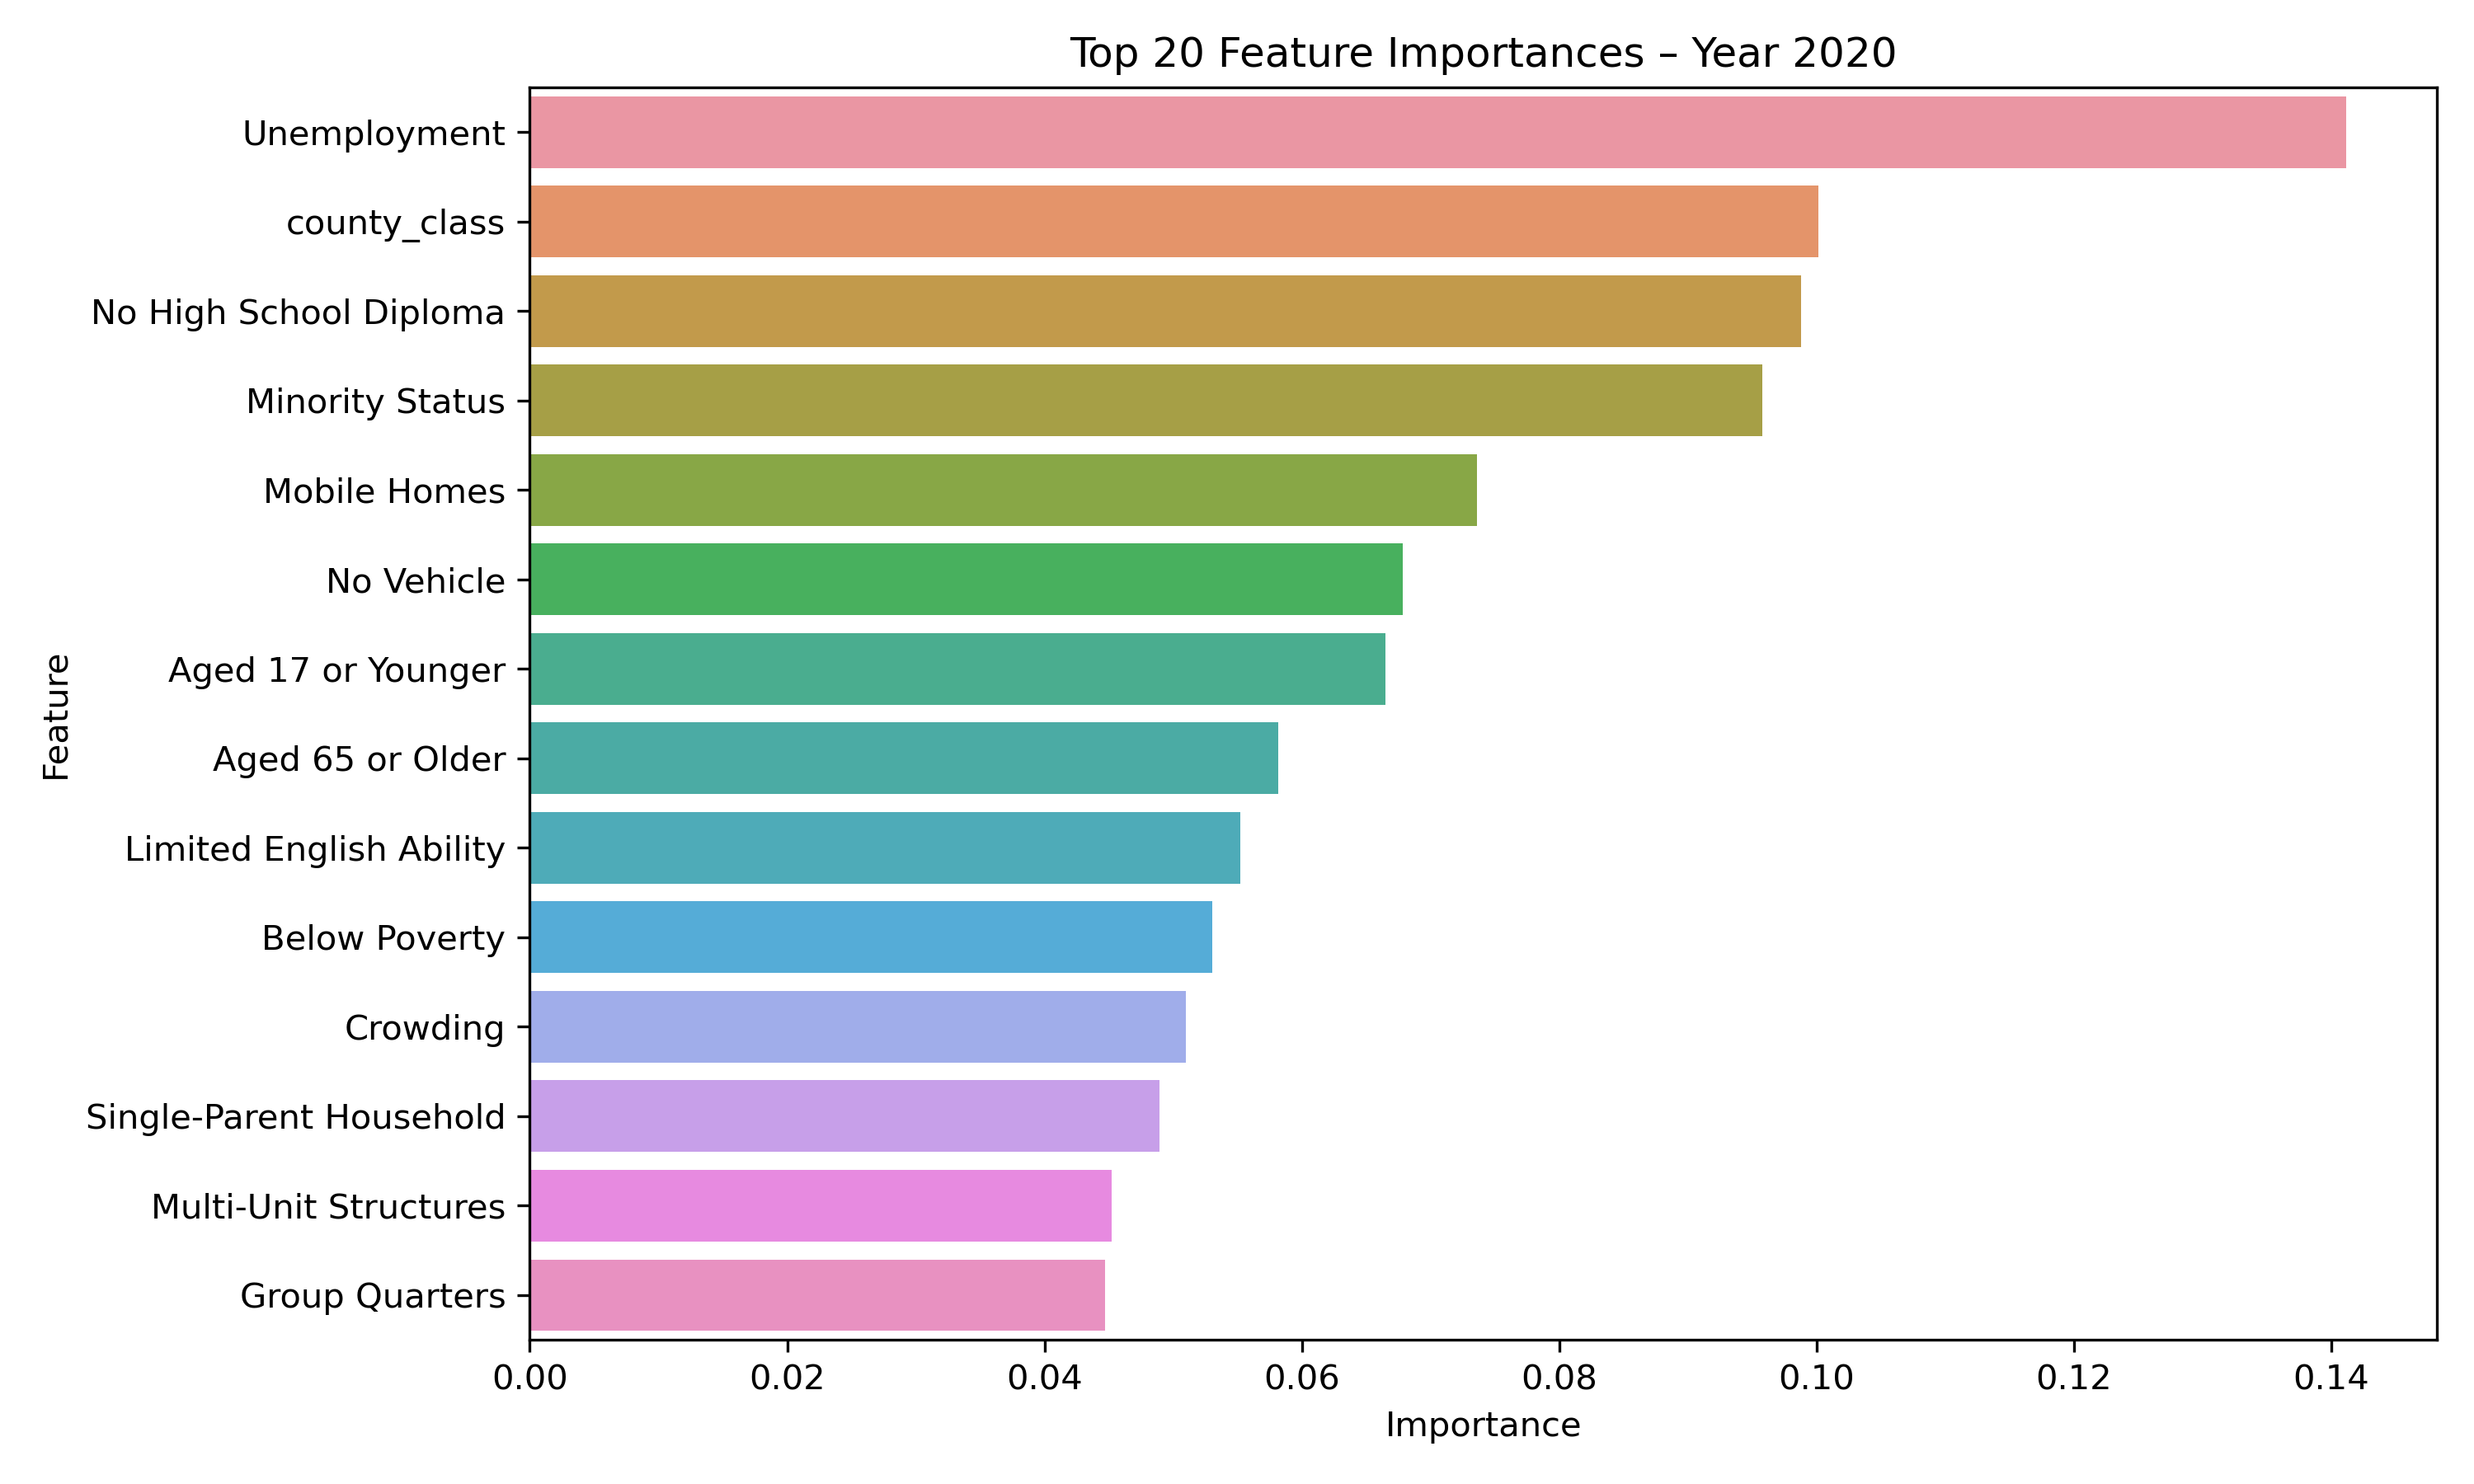 Top 20 Feature Importances – Year 2020
Unemployment
county_class
No High School Diploma
Minority Status
Mobile Homes
No Vehicle
Aged 17 or Younger
Aged 65 or Older
Limited English Ability
Below Poverty
Crowding
Single-Parent Household
Multi-Unit Structures
Group Quarters
Feature
0.00 0.02 0.04 0.06 0.08 0.10 0.12 0.14
Importance